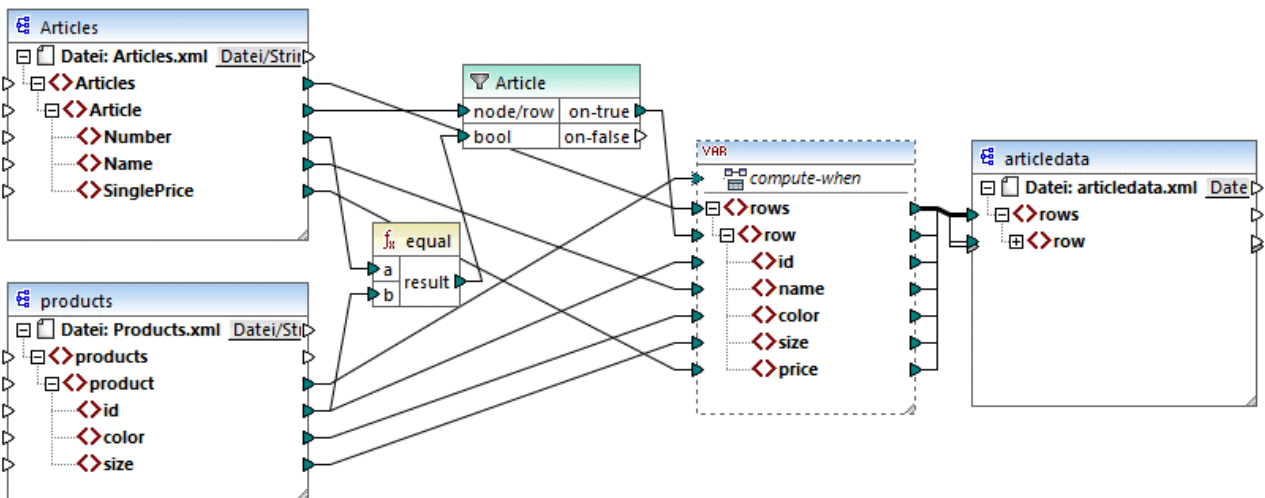 Articles
Datei: Articles.xml Datei/Strin
Articles
Article
Number
Name
SinglePrice
products
Datei: Products.xml Datei/Stri
products
product
id
color
size
fx equal
a
b
result
Article
node/row on-true
bool on-false
VAR
compute-when
rows
row
id
name
color
size
price
articledata
Datei: articledata.xml Date
rows
row